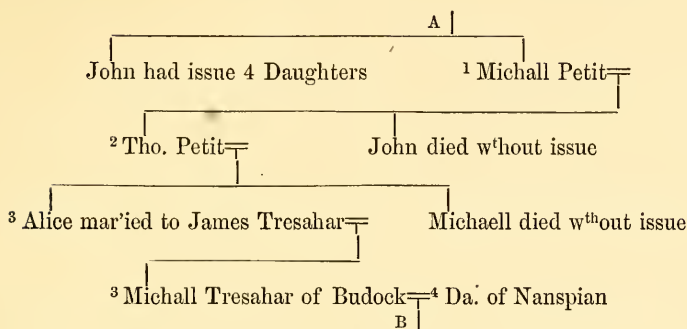 A
John had issue 4 Daughters ¹ Michall Petit
² Tho. Petit John died wᵗhout issue
³ Alice mar'ied to James Tresahar Michaell died wᵗʰout issue
³ Michall Tresahar of Budock ⁴ Da. of Nanspian
B